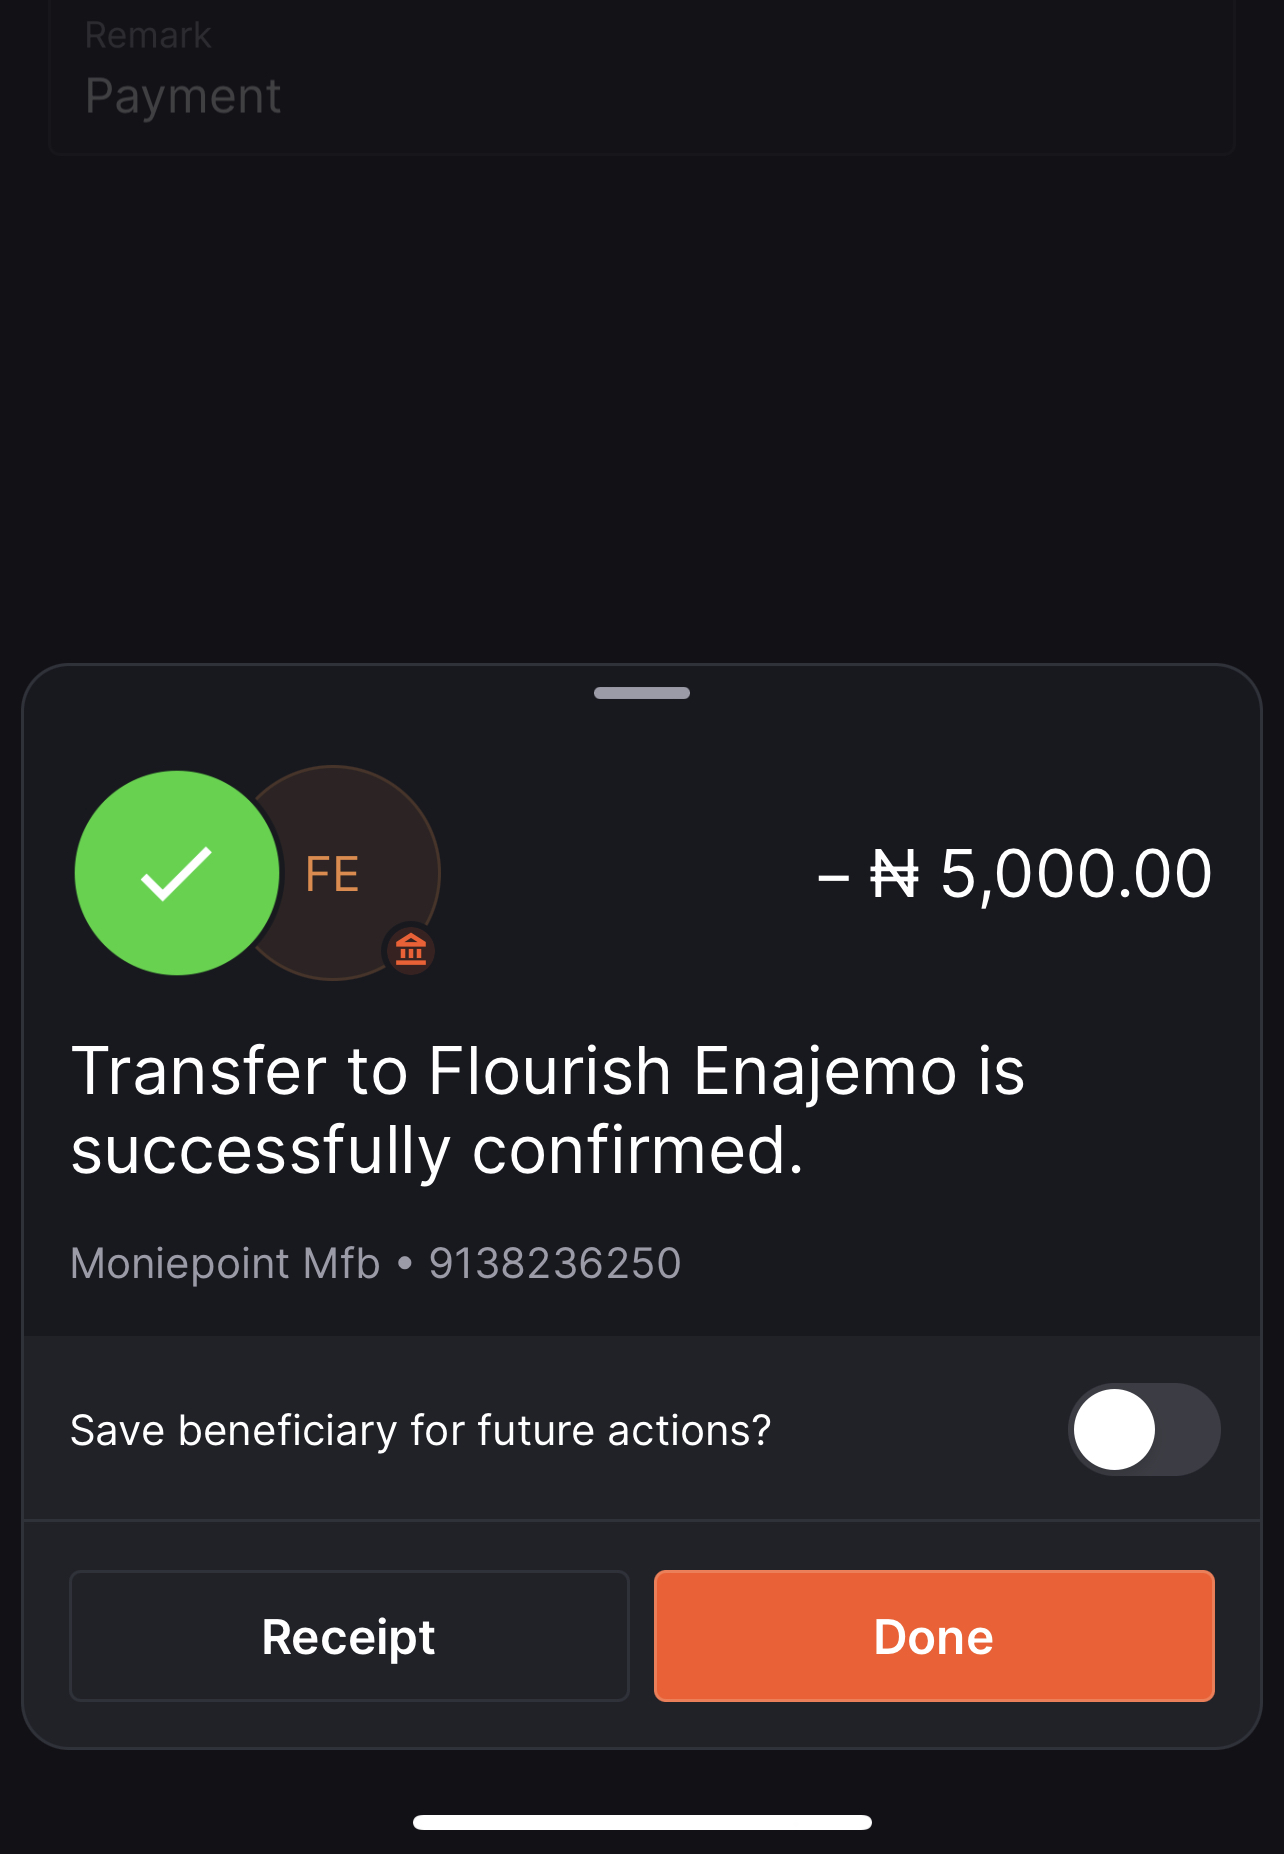 Remark
Payment
FE
– ₦ 5,000.00
Transfer to Flourish Enajemo is
successfully confirmed.
Moniepoint Mfb • 9138236250
Save beneficiary for future actions?
Receipt
Done